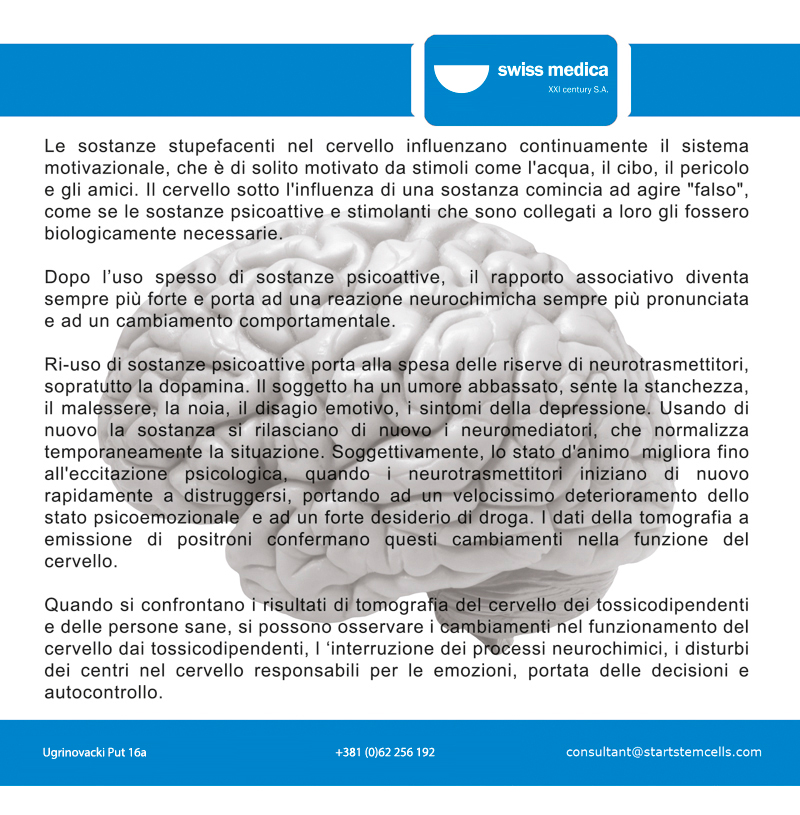 swiss medica
XXI century S.A.
Le sostanze stupefacenti nel cervello influenzano continuamente il sistema
motivazionale, che è di solito motivato da stimoli come l'acqua, il cibo, il pericolo
e gli amici. Il cervello sotto l'influenza di una sostanza comincia ad agire "falso",
come se le sostanze psicoattive e stimolanti che sono collegati a loro gli fossero
biologicamente necessarie.
Dopo l’uso spesso di sostanze psicoattive, il rapporto associativo diventa
sempre più forte e porta ad una reazione neurochimicha sempre più pronunciata
e ad un cambiamento comportamentale.
Ri-uso di sostanze psicoattive porta alla spesa delle riserve di neurotrasmettitori,
sopratutto la dopamina. Il soggetto ha un umore abbassato, sente la stanchezza,
il malessere, la noia, il disagio emotivo, i sintomi della depressione. Usando di
nuovo la sostanza si rilasciano di nuovo i neuromediatori, che normalizza
temporaneamente la situazione. Soggettivamente, lo stato d'animo migliora fino
all'eccitazione psicologica, quando i neurotrasmettitori iniziano di nuovo
rapidamente a distruggersi, portando ad un velocissimo deterioramento dello
stato psicoemozionale e ad un forte desiderio di droga. I dati della tomografia a
emissione di positroni confermano questi cambiamenti nella funzione del
cervello.
Quando si confrontano i risultati di tomografia del cervello dei tossicodipendenti
e delle persone sane, si possono osservare i cambiamenti nel funzionamento del
cervello dai tossicodipendenti, l ‘interruzione dei processi neurochimici, i disturbi
dei centri nel cervello responsabili per le emozioni, portata delle decisioni e
autocontrollo.
Ugrinovacki Put 16a
+381 (0)62 256 192
consultant@startstemcells.com